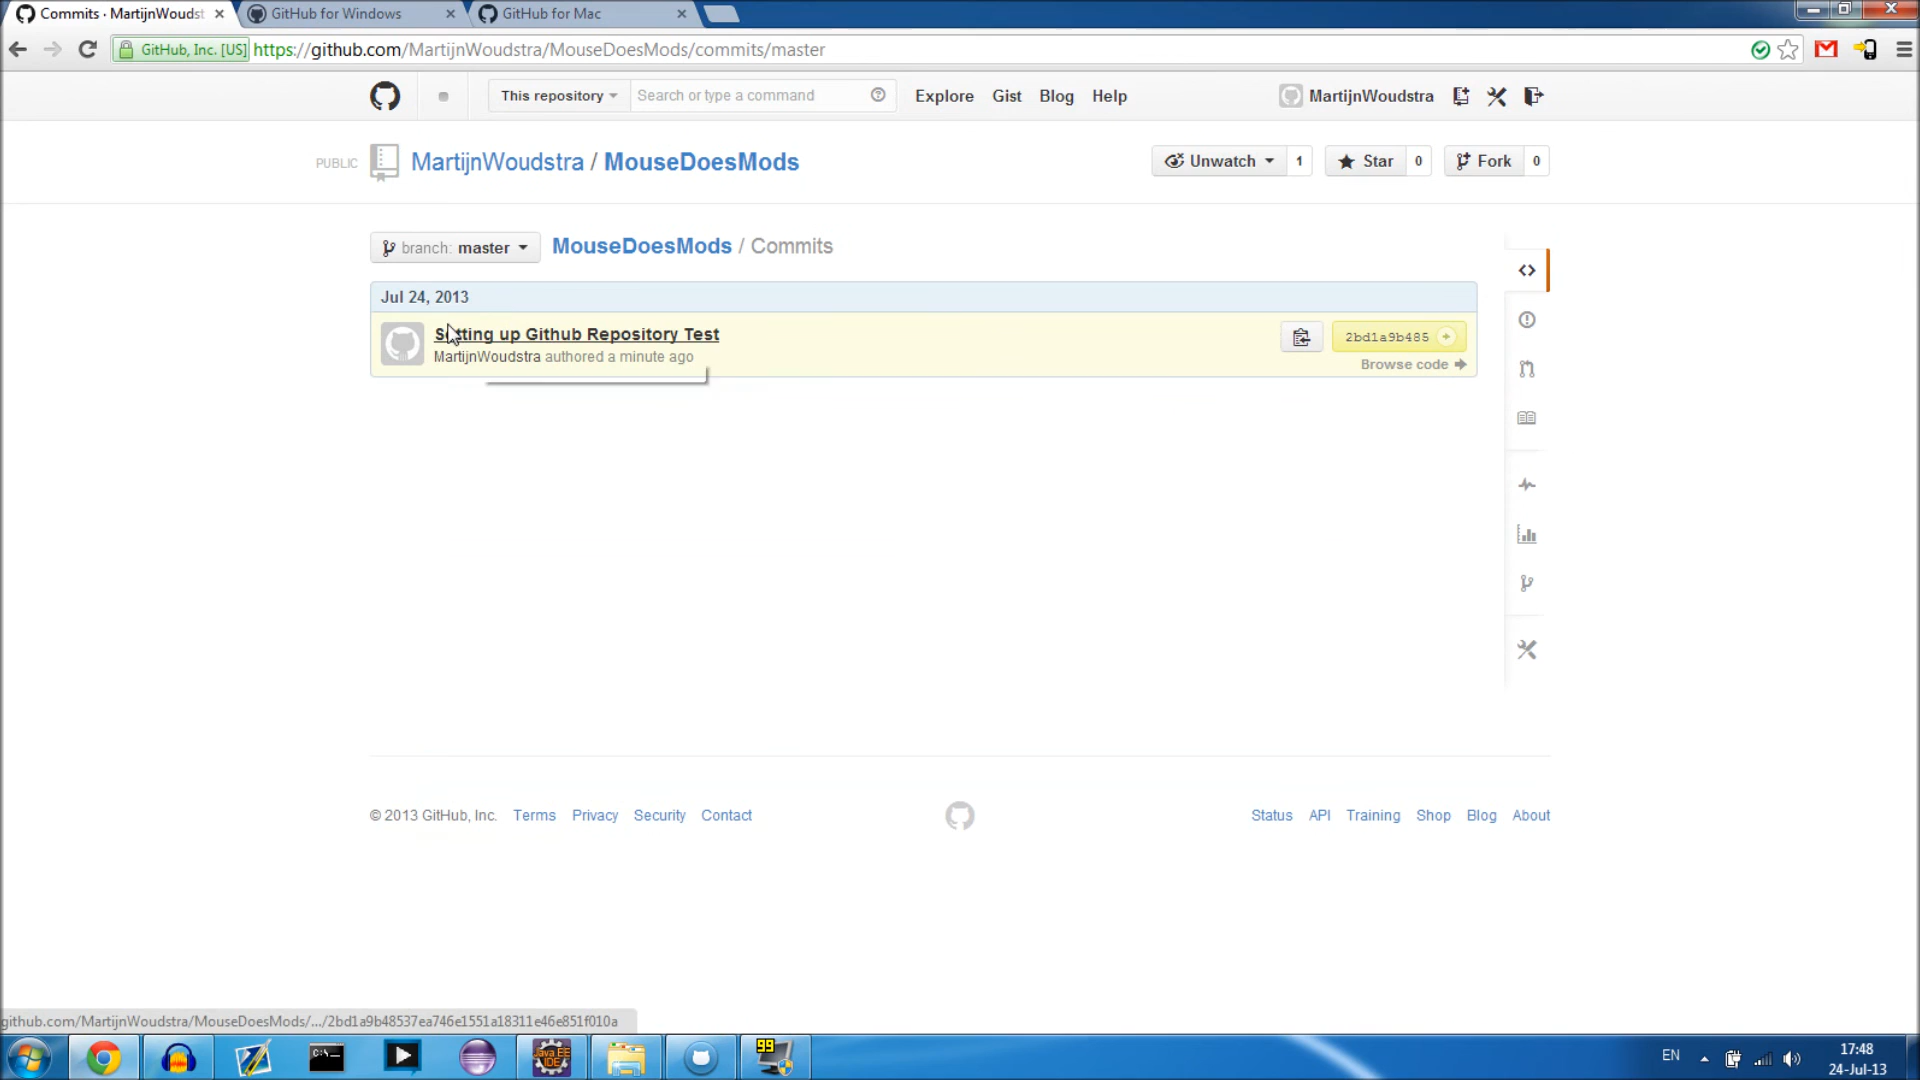 Commits · MartijnWoudst
GitHub for Windows
GitHub for Mac
GitHub, Inc. [US] https://github.com/MartijnWoudstra/MouseDoesMods/commits/master
This repository Search or type a command Explore Gist Blog Help MartijnWoudstra
PUBLIC MartijnWoudstra / MouseDoesMods Unwatch 1 Star 0 Fork 0
branch: master MouseDoesMods / Commits
Jul 24, 2013
Setting up Github Repository Test
MartijnWoudstra authored a minute ago
2bd1a9b485
Browse code
© 2013 GitHub, Inc. Terms Privacy Security Contact Status API Training Shop Blog About
github.com/MartijnWoudstra/MouseDoesMods/.../2bd1a9b48537ea746e1551a18311e46e851f010a
C:\
Java EE
IDE
99
EN
17:48
24-Jul-13